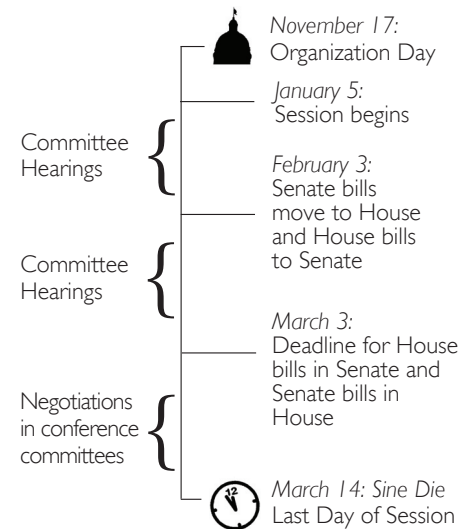 November 17:
Organization Day
January 5:
Session begins
Committee
Hearings
February 3:
Senate bills
move to House
and House bills
to Senate
Committee
Hearings
March 3:
Deadline for House
bills in Senate and
Senate bills in
House
Negotiations
in conference
committees
12
March 14: Sine Die
Last Day of Session